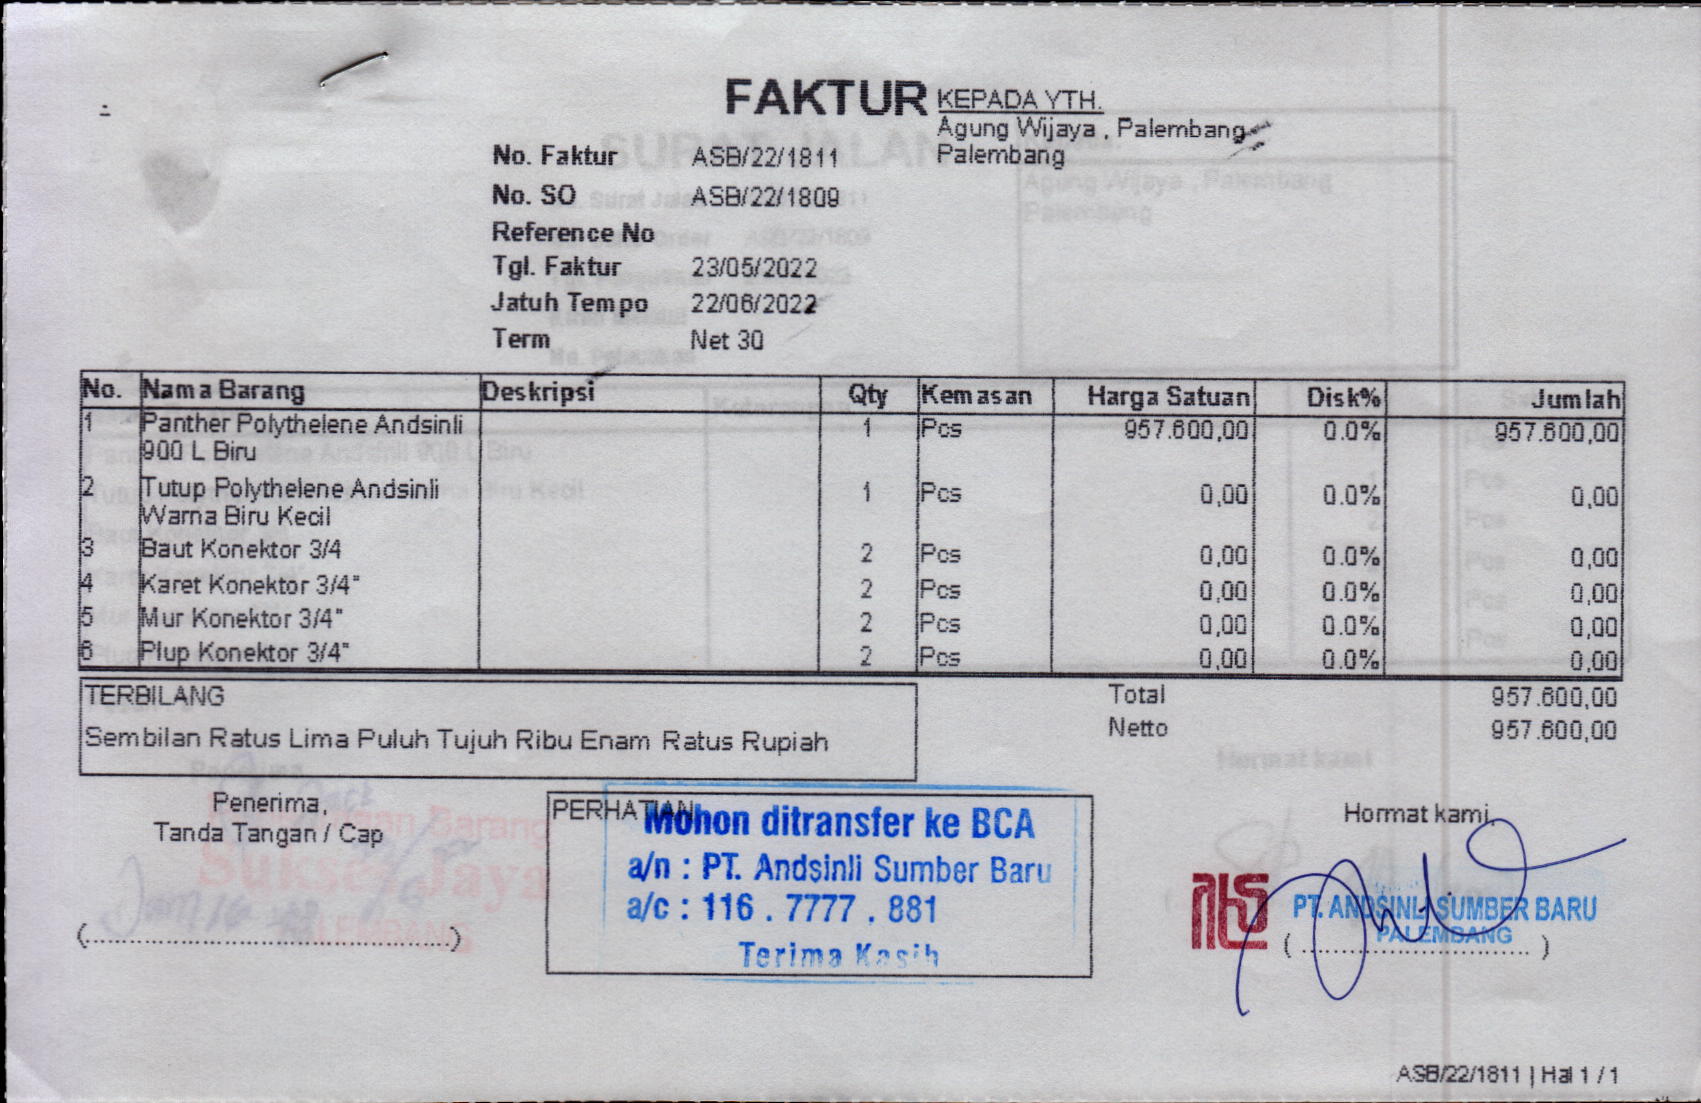 FAKTUR
KEPADA YTH.
Agung Wijaya , Palembang
Palembang
No. Faktur ASB/22/1811
No. SO ASB/22/1809
Reference No
Tgl. Faktur 23/05/2022
Jatuh Tempo 22/06/2022
Term Net 30
No. Nama Barang Deskripsi Qty Kemasan Harga Satuan Disk% Jumlah
1 Panther Polythelene Andsinli 1 Pcs 957.600,00 0.0% 957.600,00
900 L Biru
2 Tutup Polythelene Andsinli 1 Pcs 0,00 0.0% 0,00
Warna Biru Kecil
3 Baut Konektor 3/4 2 Pcs 0,00 0.0% 0,00
4 Karet Konektor 3/4" 2 Pcs 0,00 0.0% 0,00
5 Mur Konektor 3/4" 2 Pcs 0,00 0.0% 0,00
6 Plup Konektor 3/4" 2 Pcs 0,00 0.0% 0,00
TERBILANG
Sembilan Ratus Lima Puluh Tujuh Ribu Enam Ratus Rupiah
Total 957.600,00
Netto 957.600,00
Penerima,
Tanda Tangan / Cap
Sukses Jaya
PALEMBANG
(..................................................)
PERHATIAN
Mohon ditransfer ke BCA
a/n : PT. Andsinli Sumber Baru
a/c : 116 . 7777 . 881
Terima Kasih
Hormat kami,
PT. ANDSINLI SUMBER BARU
PALEMBANG
( ................................ )
ASB/22/1811 | Hal 1 / 1